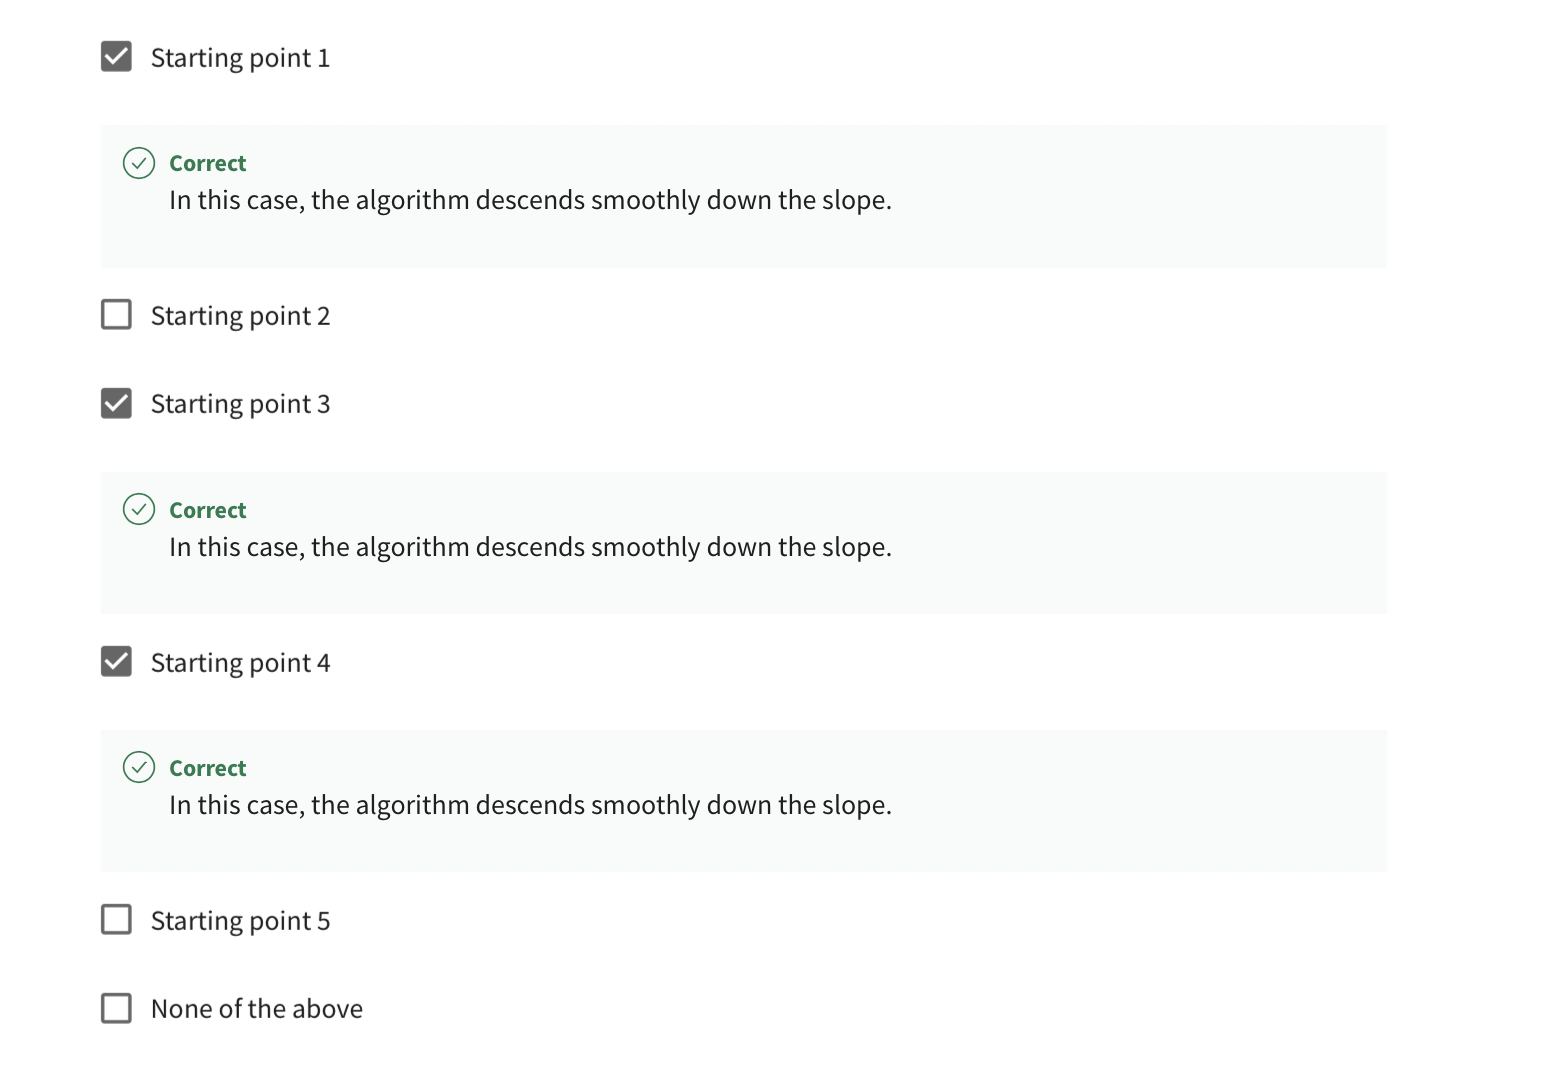 Starting point 1
Correct
In this case, the algorithm descends smoothly down the slope.
Starting point 2
Starting point 3
Correct
In this case, the algorithm descends smoothly down the slope.
Starting point 4
Correct
In this case, the algorithm descends smoothly down the slope.
Starting point 5
None of the above